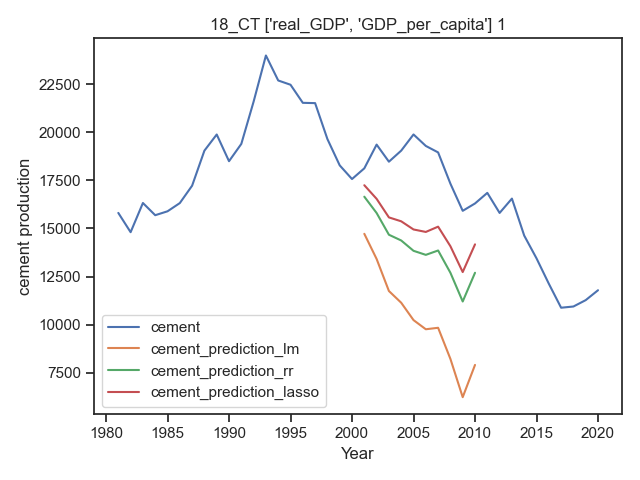 18_CT ['real_GDP', 'GDP_per_capita'] 1
cement production
22500
20000
17500
15000
12500
10000
7500
cement
cement_prediction_lm
cement_prediction_rr
cement_prediction_lasso
1980 1985 1990 1995 2000 2005 2010 2015 2020
Year